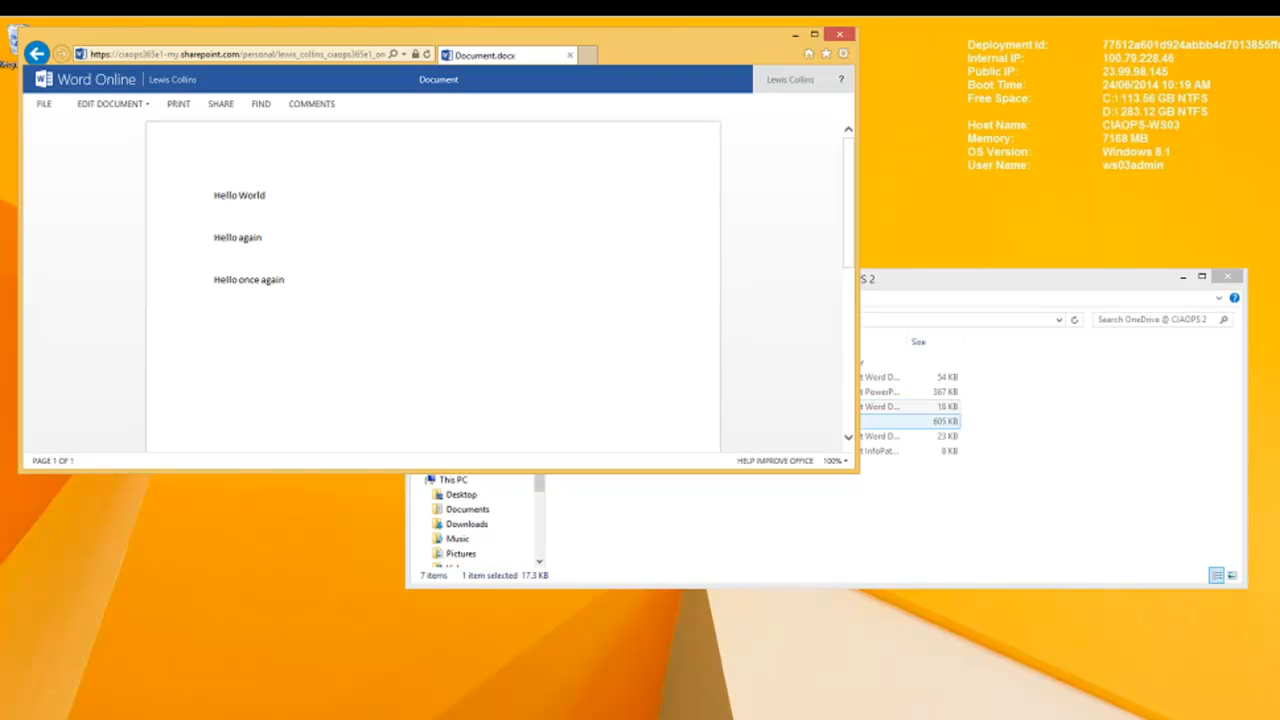 https://ciaops365e1-my.sharepoint.com/personal/lewis_collins_ciaops365e1_on
Document.docx
Word Online
Lewis Collins
Document
Lewis Collins
?
FILE
EDIT DOCUMENT
PRINT
SHARE
FIND
COMMENTS
Hello World
Hello again
Hello once again
PAGE 1 OF 1
HELP IMPROVE OFFICE
100%
Deployment Id:
Internal IP: 100.79.228.46
Public IP: 23.99.98.145
Boot Time: 24/06/2014 10:19 AM
Free Space: C:\ 113.56 GB NTFS
D:\ 283.12 GB NTFS
Host Name: CIAOPS-WS03
Memory: 7168 MB
OS Version: Windows 8.1
User Name: ws03admin
S 2
Search OneDrive @ CIAOPS 2
Size
t Word D... 54 KB
t PowerP... 367 KB
t Word D... 18 KB
605 KB
t Word D... 23 KB
t InfoPat... 8 KB
This PC
Desktop
Documents
Downloads
Music
Pictures
7 items
1 item selected 17.3 KB